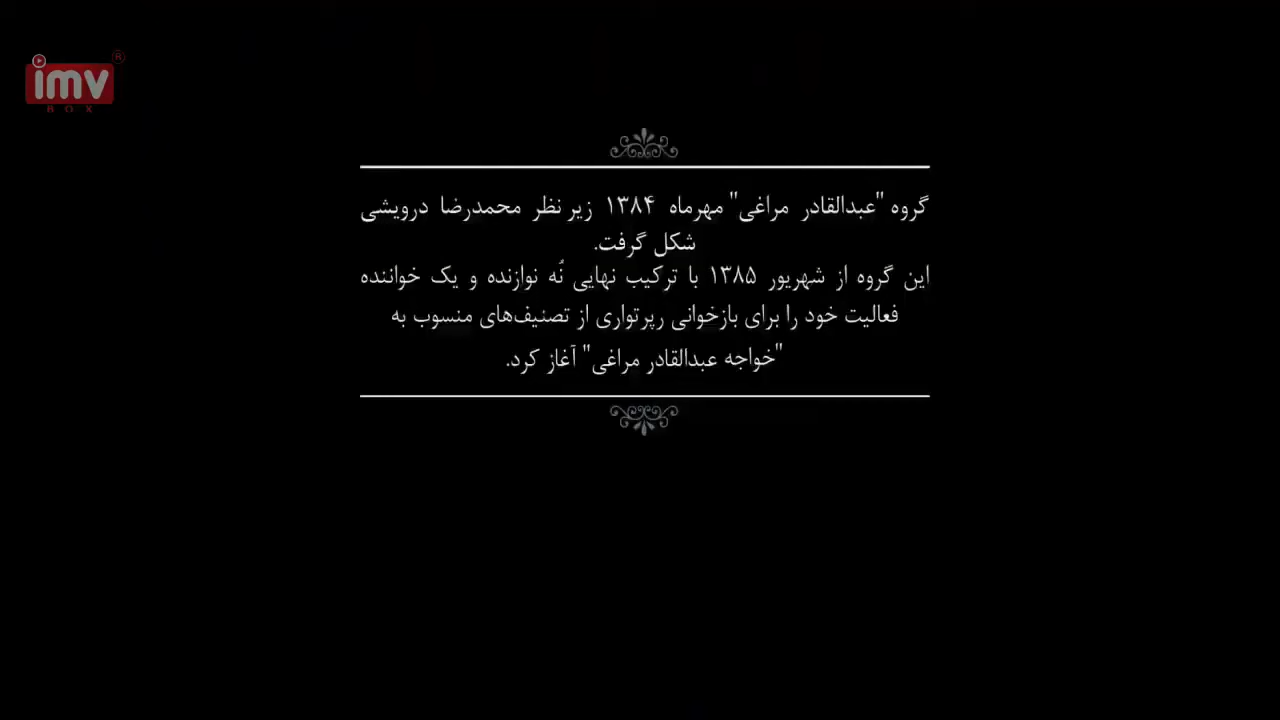 imv
BOX
®
گروه "عبدالقادر مراغی" مهرماه ۱۳۸۴ زیر نظر محمدرضا درویشی
شکل گرفت.
این گروه از شهریور ۱۳۸۵ با ترکیب نهایی نُه نوازنده و یک خواننده
فعالیت خود را برای بازخوانی رپرتواری از تصنیف‌های منسوب به
"خواجه عبدالقادر مراغی" آغاز کرد.